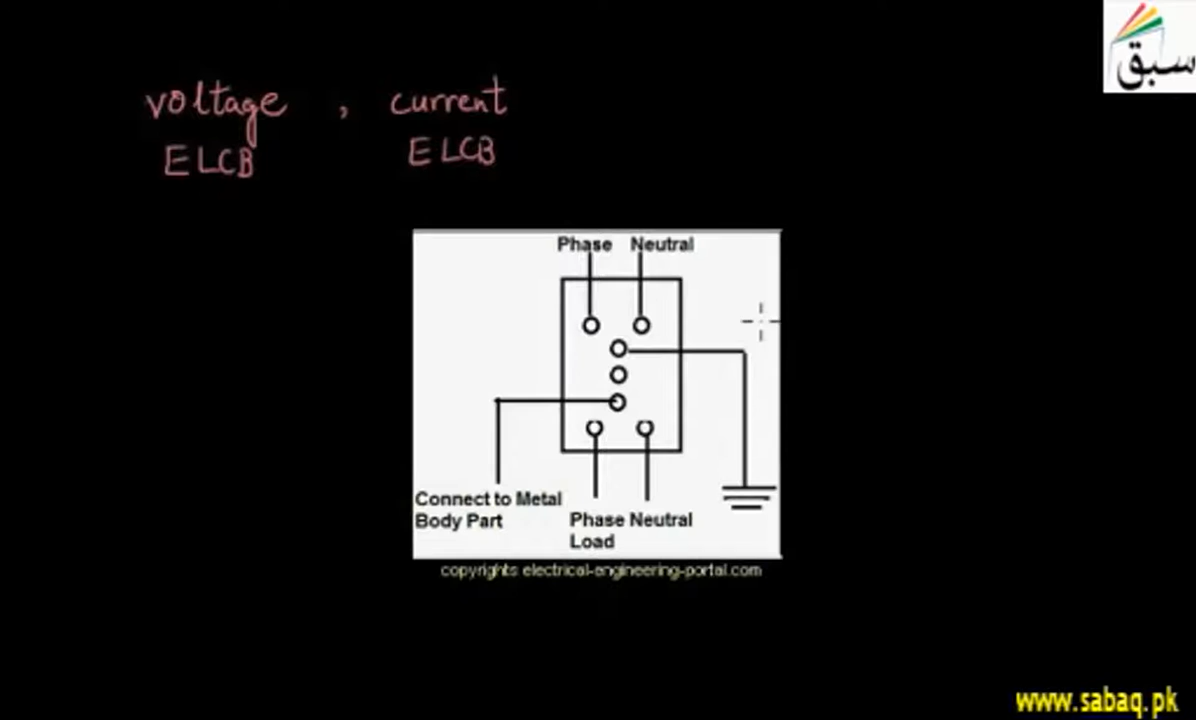 سبق
voltage , current
ELCB ELCB
Phase Neutral
Connect to Metal
Body Part
Phase Neutral
Load
copyrights electrical-engineering-portal.com
www.sabaq.pk